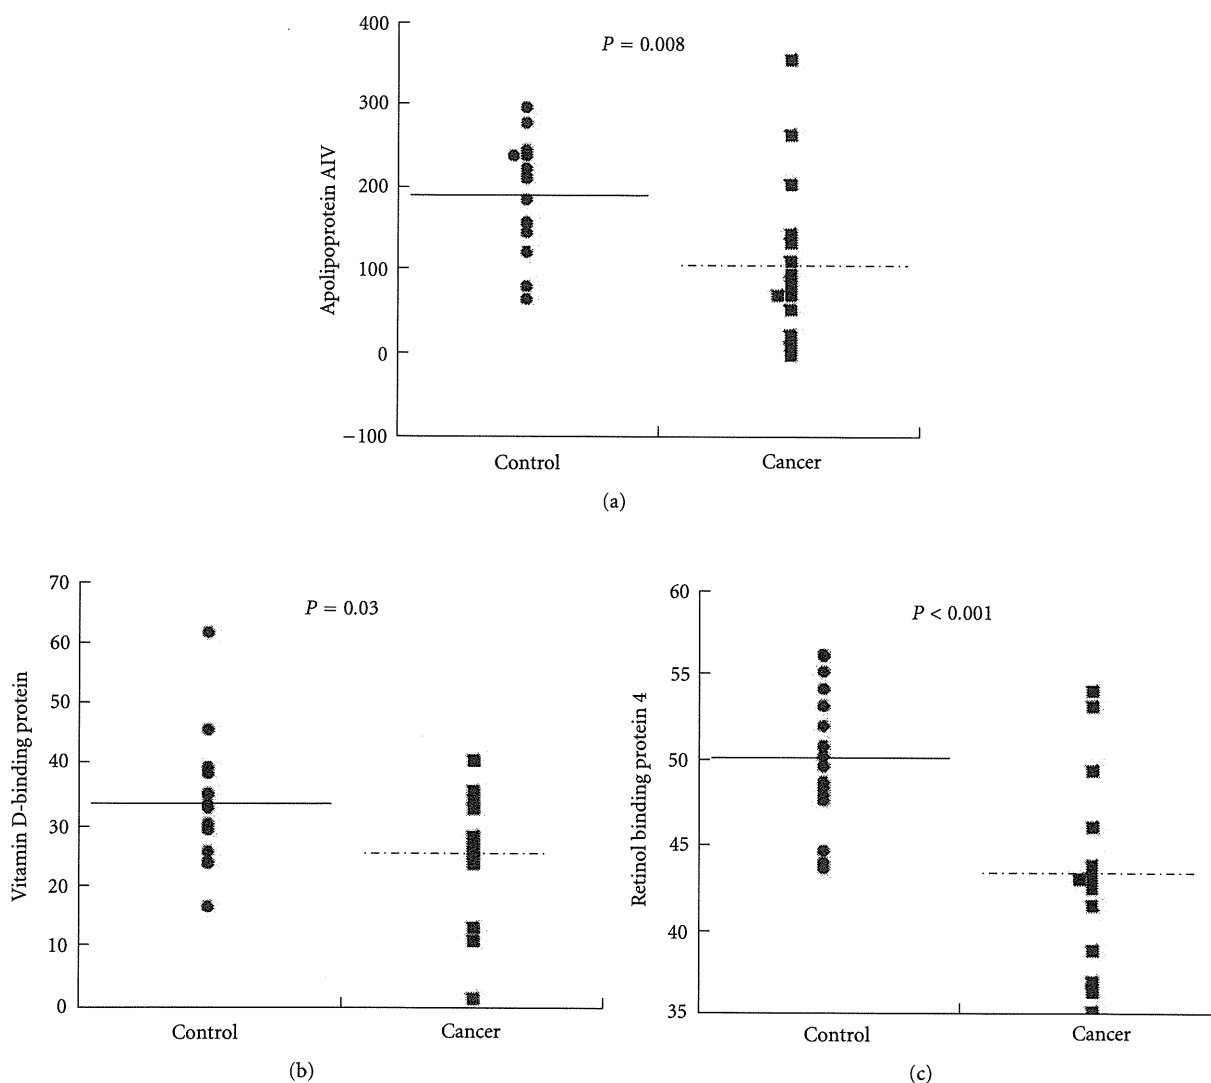 400
P = 0.008
300
200
100
0
−100
Apolipoprotein AIV
Control
Cancer
(a)
70
P = 0.03
60
50
40
30
20
10
0
Vitamin D-binding protein
Control
Cancer
(b)
60
P < 0.001
55
50
45
40
35
Retinol binding protein 4
Control
Cancer
(c)